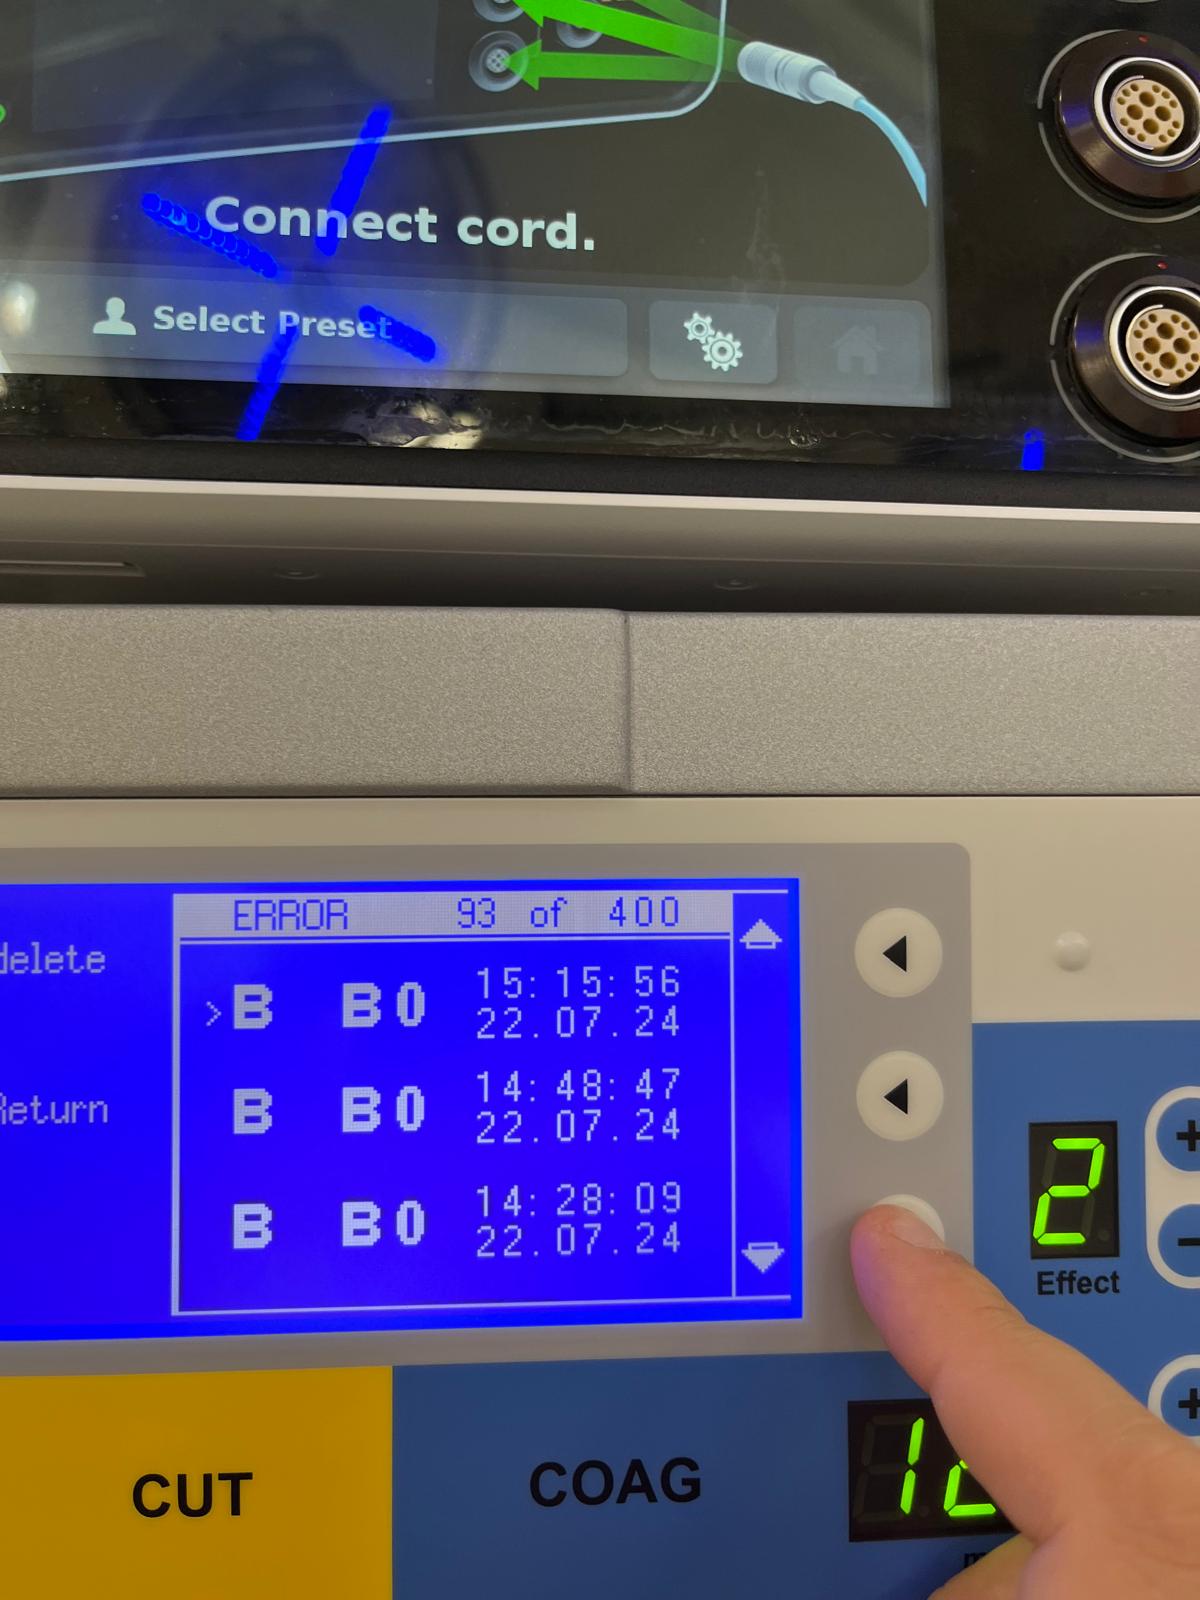 Connect cord.
Select Preset
ERROR 93 of 400
delete
> B B0 15:15:56
22.07.24
Return
B B0 14:48:47
22.07.24
B B0 14:28:09
22.07.24
2
Effect
CUT
COAG